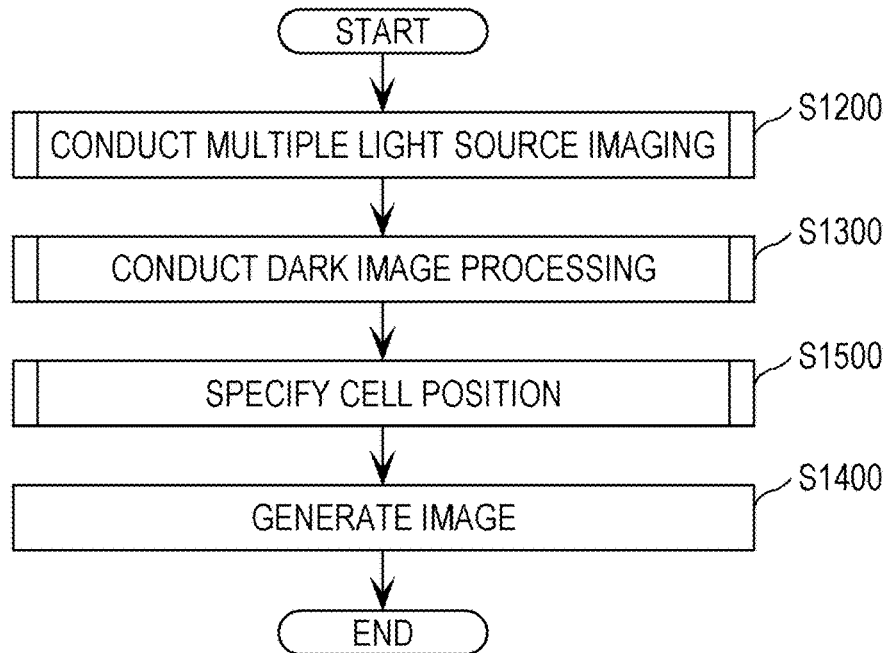 START
S1200
CONDUCT MULTIPLE LIGHT SOURCE IMAGING
S1300
CONDUCT DARK IMAGE PROCESSING
S1500
SPECIFY CELL POSITION
S1400
GENERATE IMAGE
END